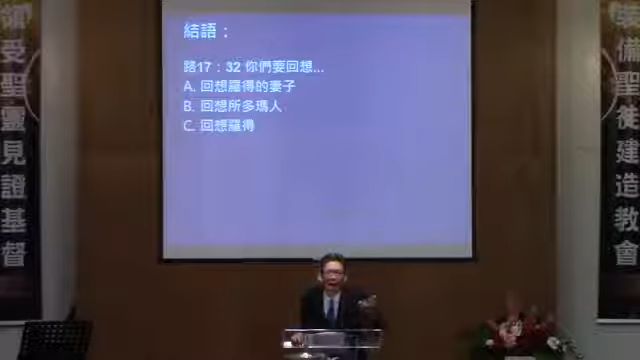 領受聖靈見證基督
結語：
路17：32 你們要回想...
A. 回想羅得的妻子
B. 回想所多瑪人
C. 回想羅得
裝備聖徒建造教會